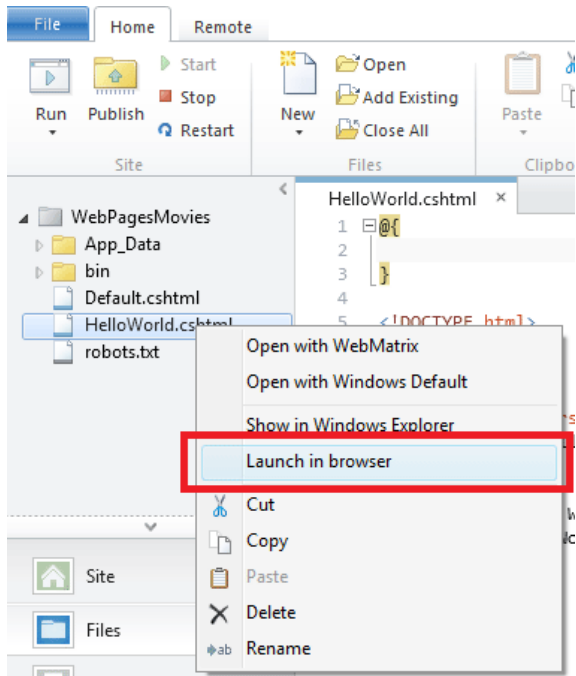 File Home Remote
Run
Publish
Start
Stop
Restart
Site
New
Open
Add Existing
Close All
Files
Paste
Clipbo
WebPagesMovies
App_Data
bin
Default.cshtml
HelloWorld.cshtml
robots.txt
HelloWorld.cshtml ×
1 @{
2
3 }
4
5 <!DOCTYPE html>
Open with WebMatrix
Open with Windows Default
Show in Windows Explorer
Launch in browser
Cut
Copy
Paste
Delete
ab Rename
Site
Files